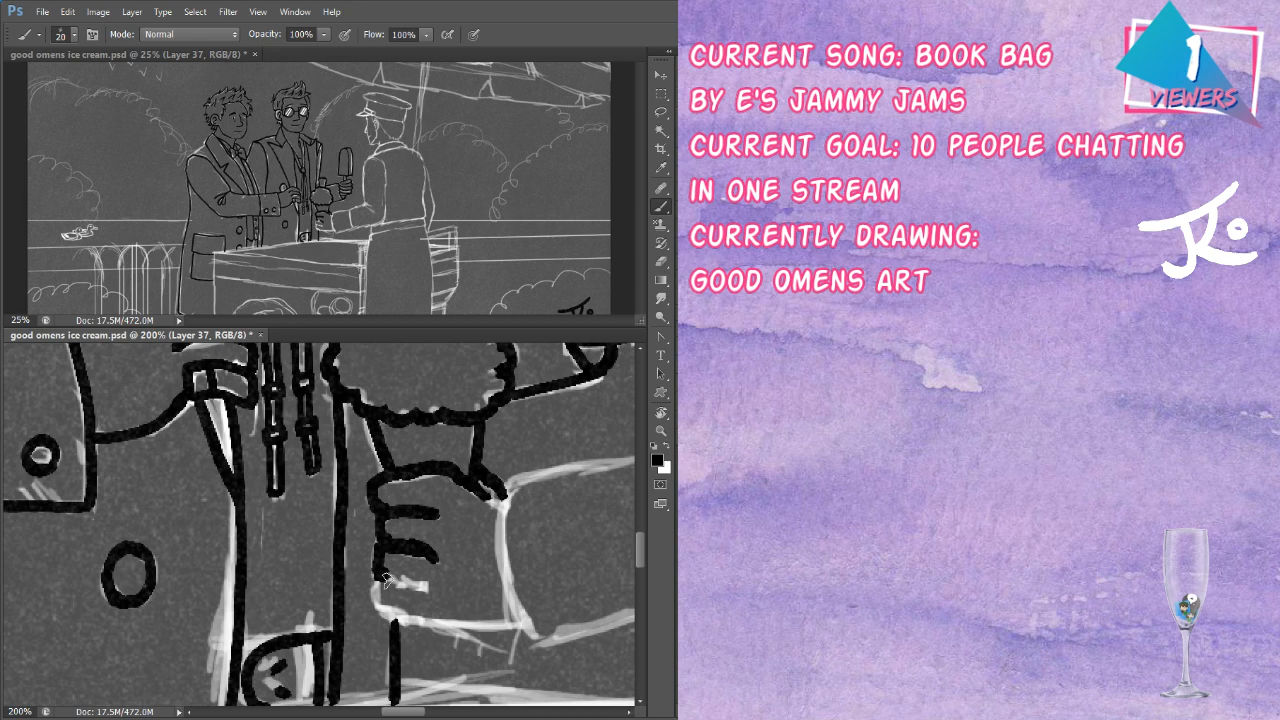 Ps File Edit Image Layer Type Select Filter View Window Help
20 Mode: Normal Opacity: 100% Flow: 100%
good omens ice cream.psd @ 25% (Layer 37, RGB/8) * ×
25% Doc: 17.5M/472.0M
good omens ice cream.psd @ 200% (Layer 37, RGB/8) * ×
200% Doc: 17.5M/472.0M
CURRENT SONG: BOOK BAG
BY E'S JAMMY JAMS
CURRENT GOAL: 10 PEOPLE CHATTING
IN ONE STREAM
CURRENTLY DRAWING:
GOOD OMENS ART
1
VIEWERS